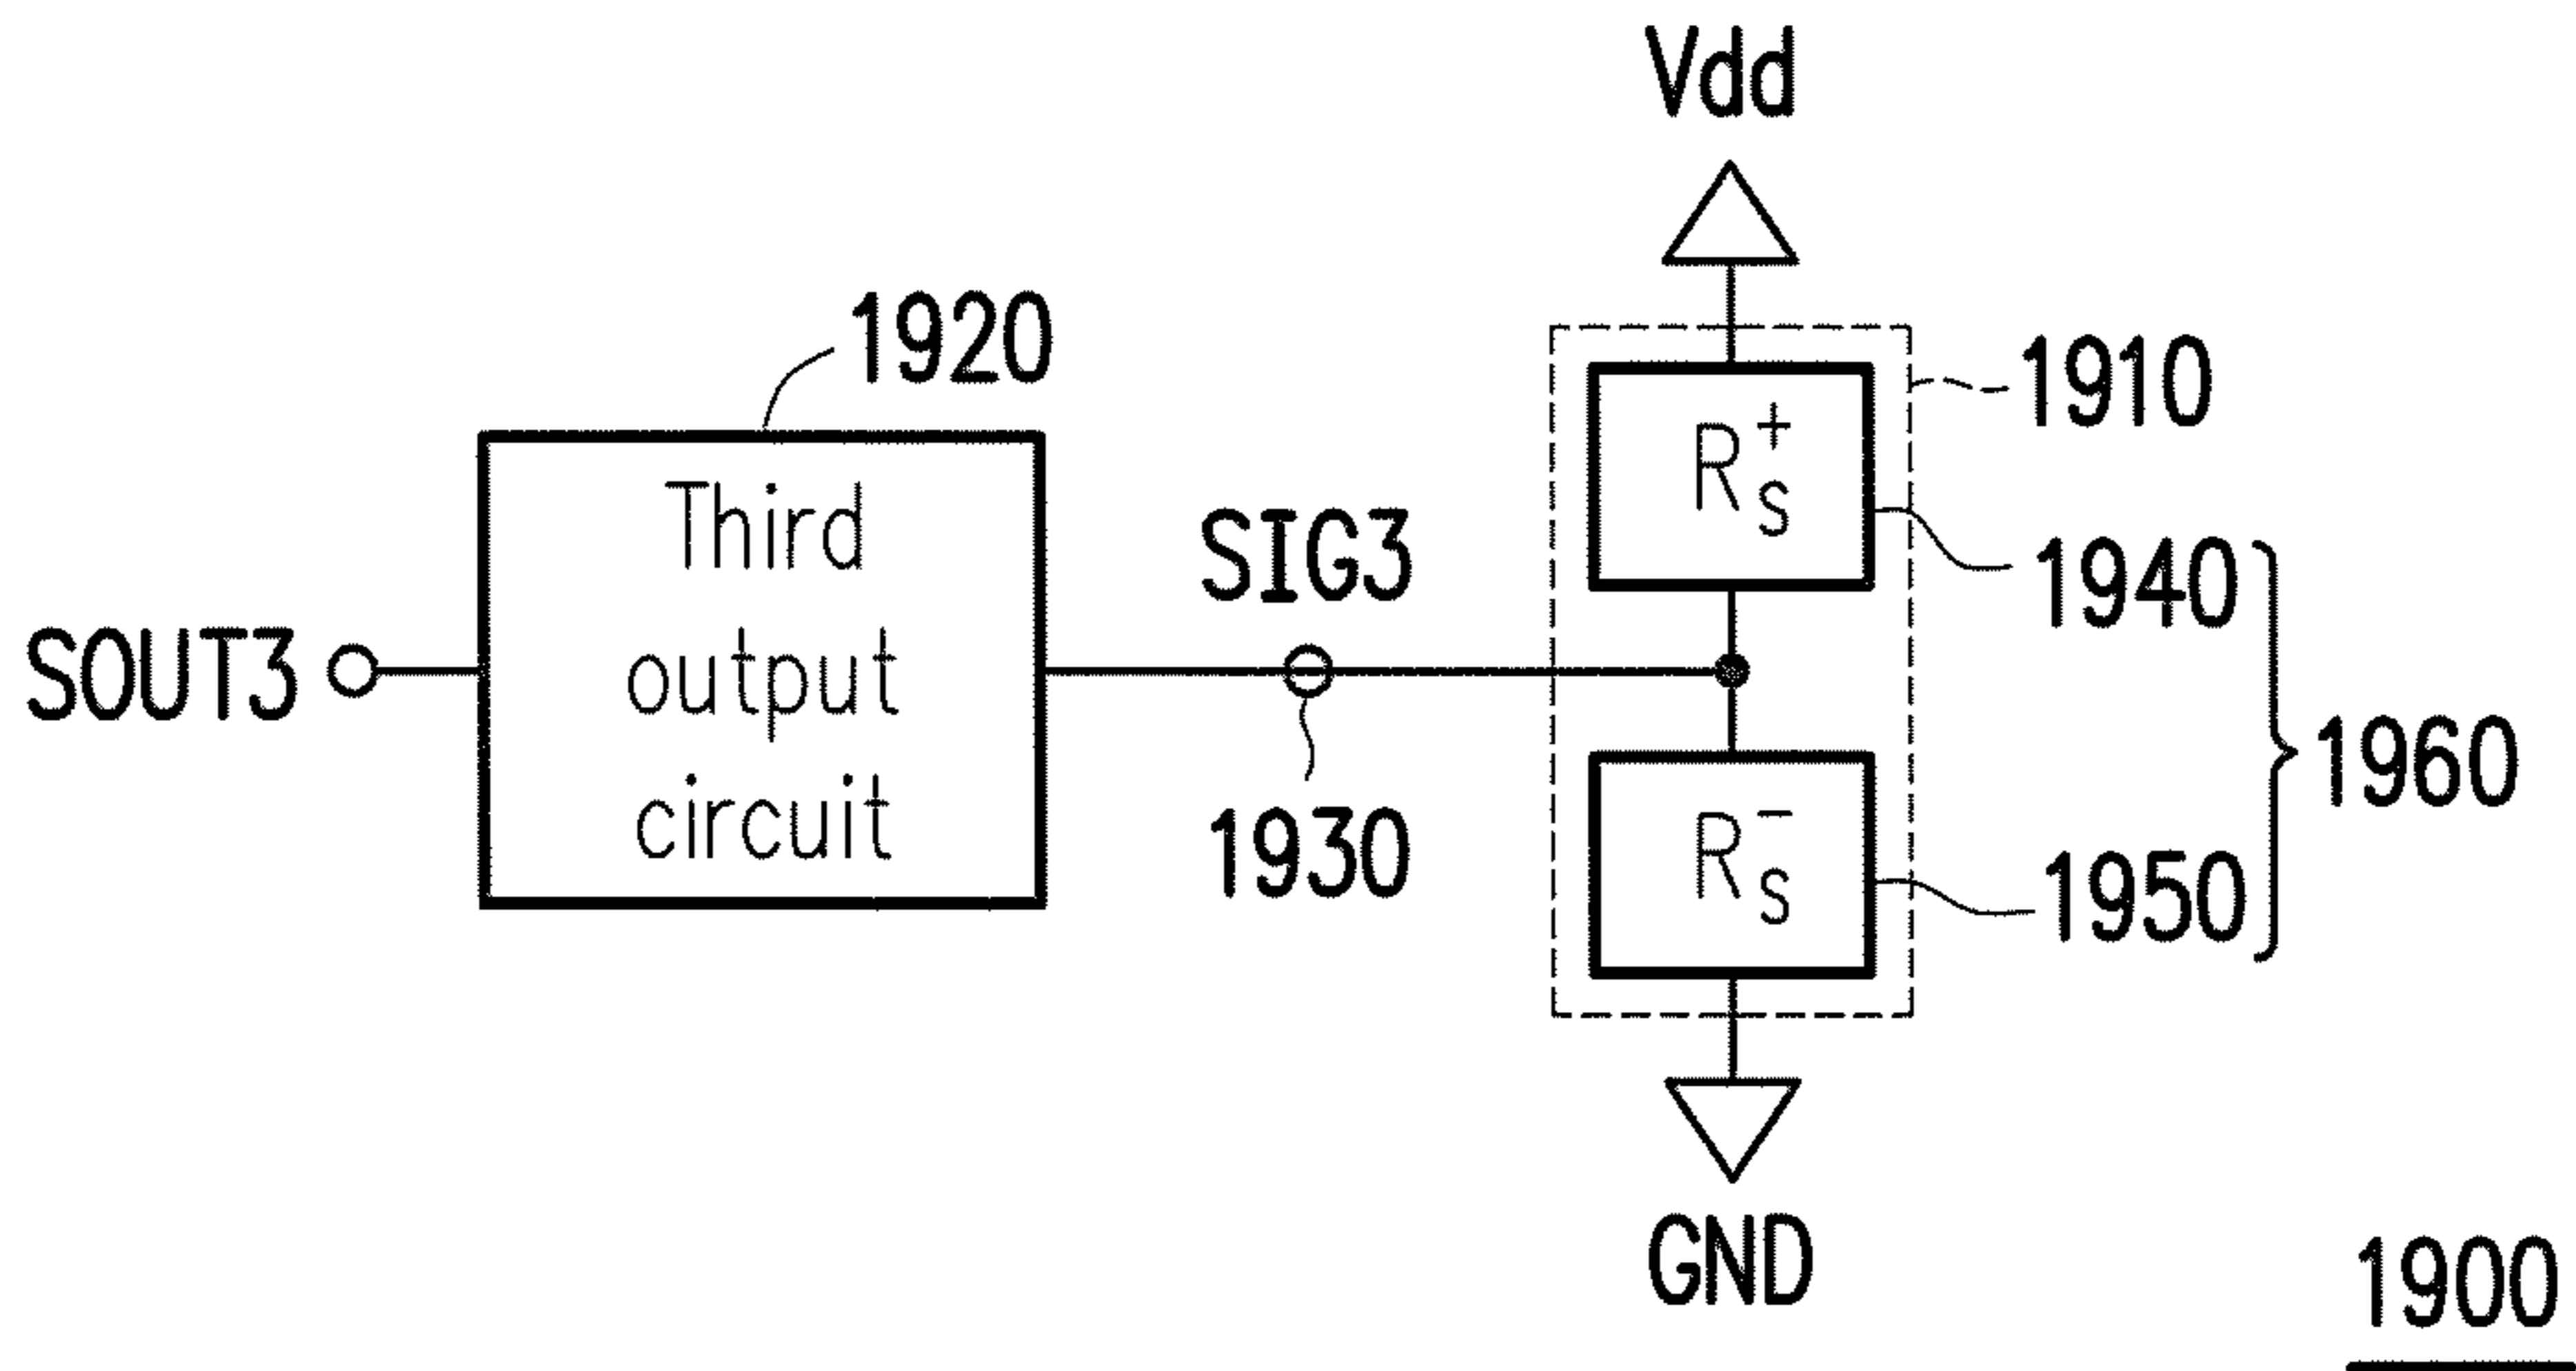 Vdd
1920
1910
R+s
Third
output
circuit
SIG3
1940
SOUT3
1960
1930
R-s
1950
GND
1900